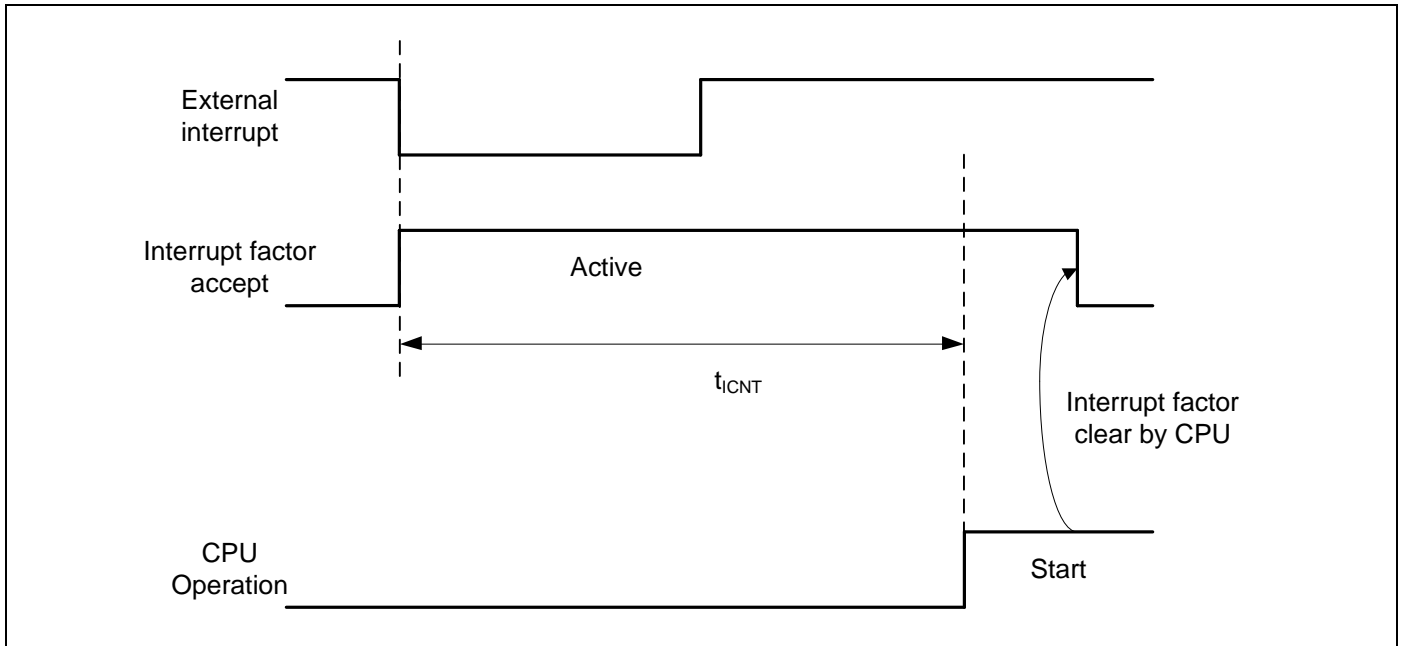 External
interrupt
Interrupt factor
accept
Active
tICNT
Interrupt factor
clear by CPU
CPU
Operation
Start